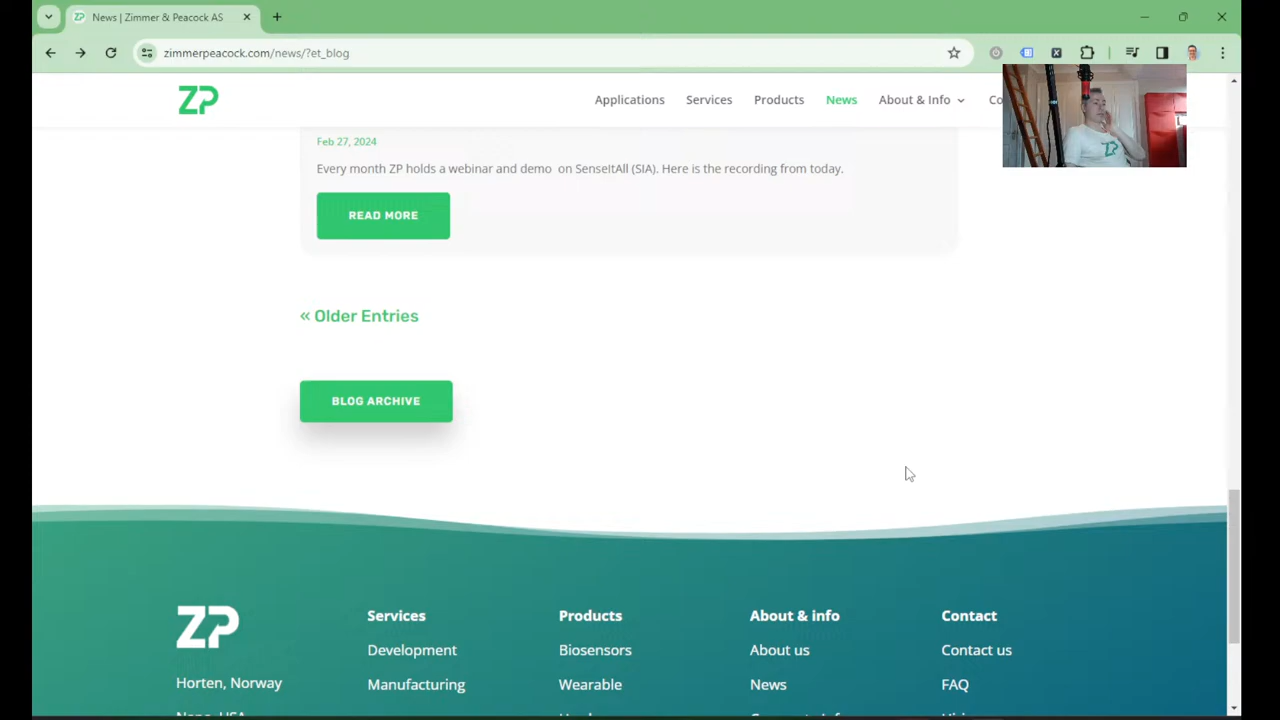 News | Zimmer & Peacock AS
zimmerpeacock.com/news/?et_blog
ZP
Applications
Services
Products
News
About & Info
Co
Feb 27, 2024
Every month ZP holds a webinar and demo on SenseItAll (SIA). Here is the recording from today.
READ MORE
« Older Entries
BLOG ARCHIVE
ZP
Horten, Norway
Services
Development
Manufacturing
Products
Biosensors
Wearable
About & info
About us
News
Contact
Contact us
FAQ